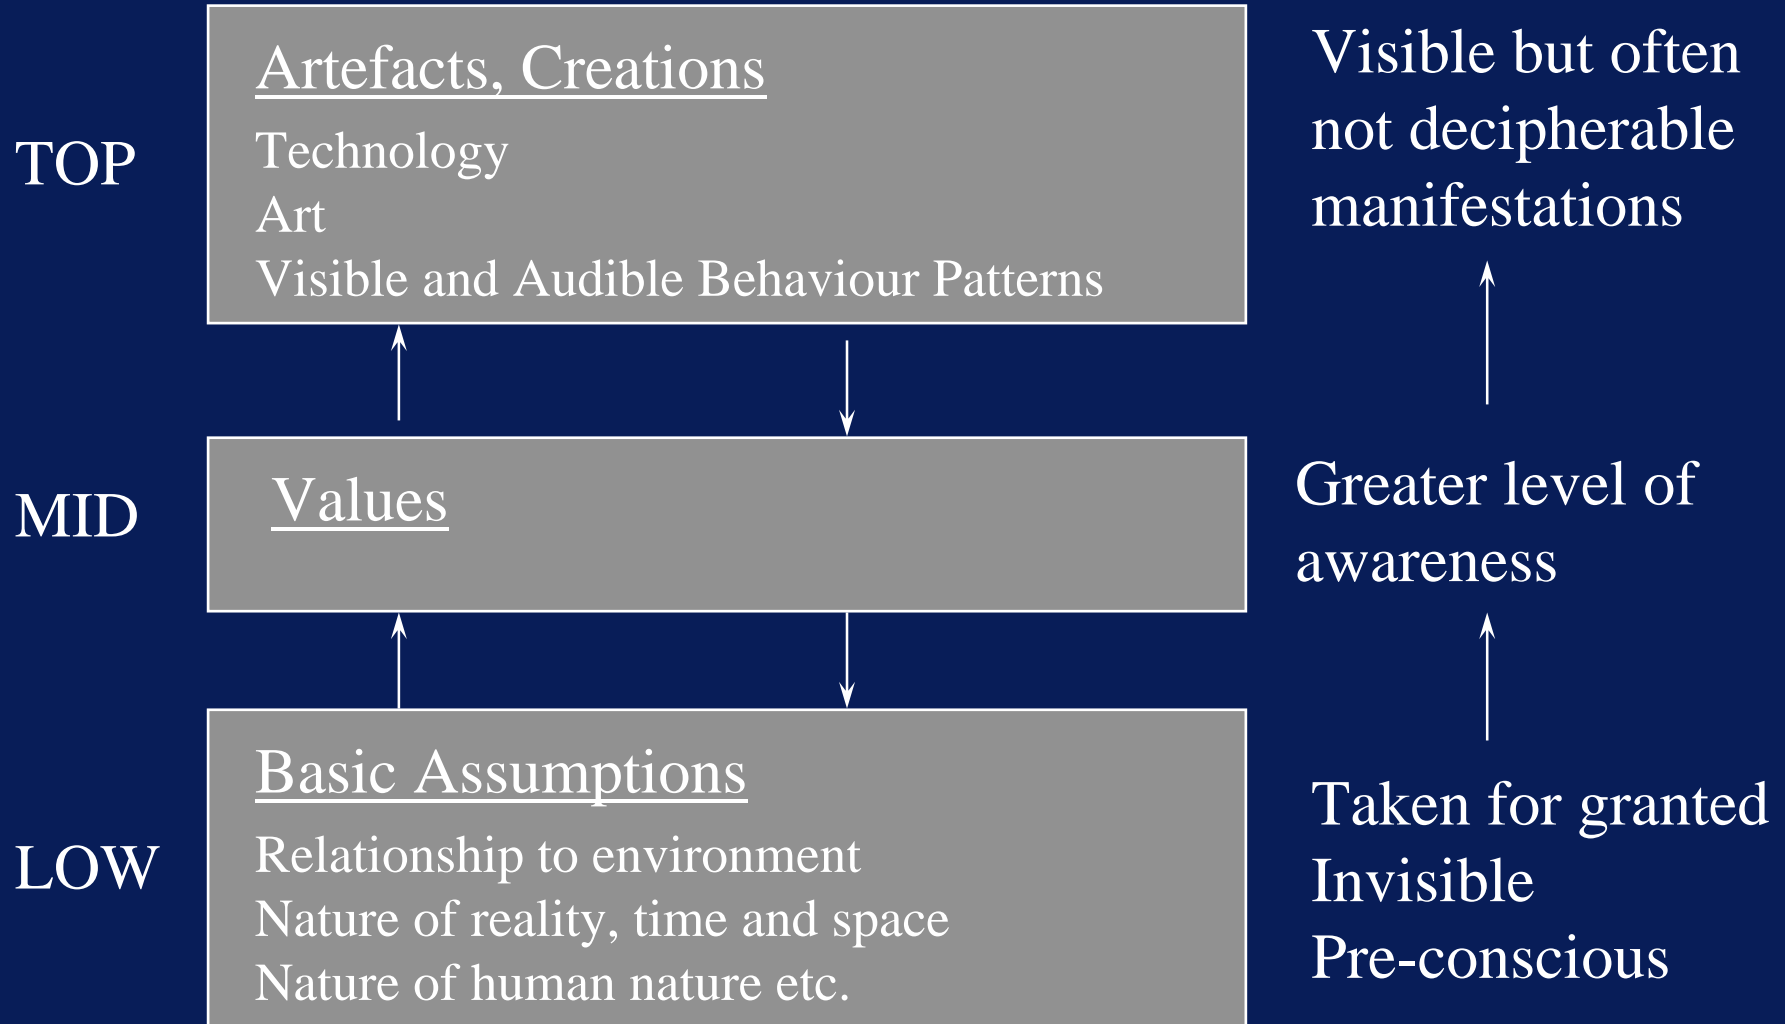 TOP
Artefacts, Creations
Technology
Art
Visible and Audible Behaviour Patterns
Visible but often
not decipherable
manifestations
MID
Values
Greater level of
awareness
LOW
Basic Assumptions
Relationship to environment
Nature of reality, time and space
Nature of human nature etc.
Taken for granted
Invisible
Pre-conscious